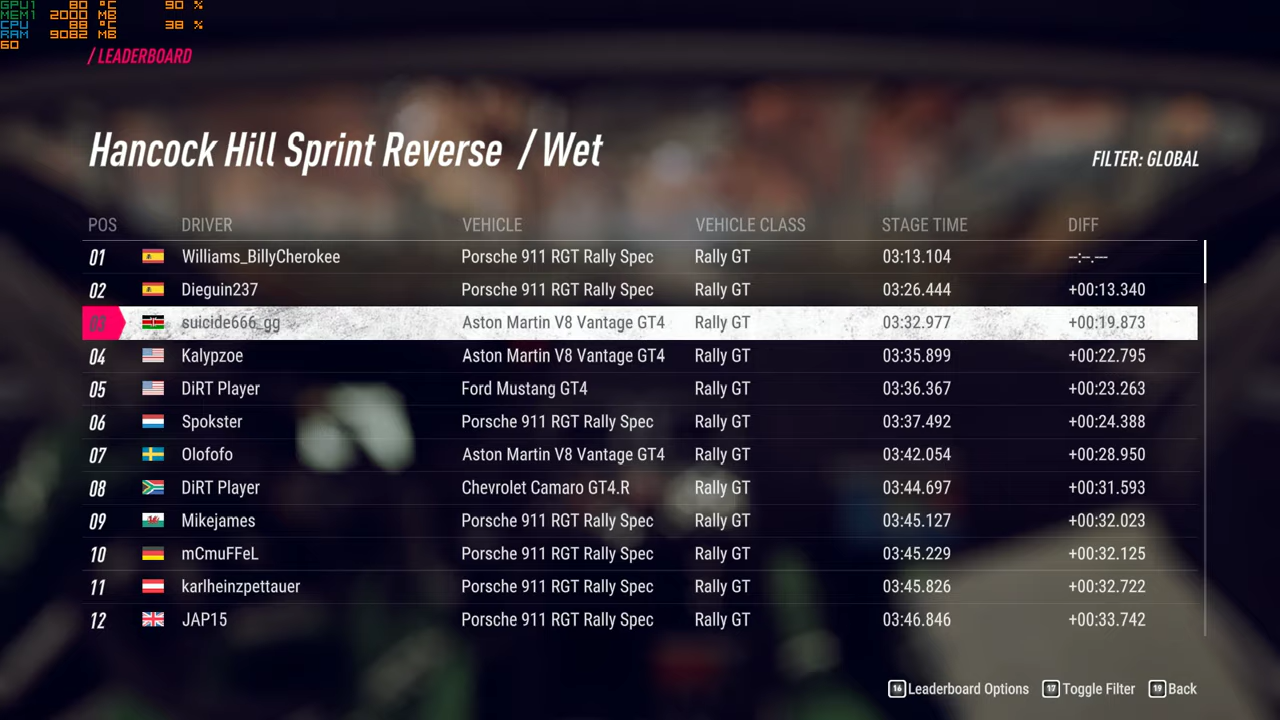 GPU1 80 °C 90 %
MEM1 2000 MB
CPU 88 °C 38 %
RAM 9082 MB
60
/ LEADERBOARD
Hancock Hill Sprint Reverse / Wet
FILTER: GLOBAL
POS DRIVER VEHICLE VEHICLE CLASS STAGE TIME DIFF
01 Williams_BillyCherokee Porsche 911 RGT Rally Spec Rally GT 03:13.104 --:--.---
02 Dieguin237 Porsche 911 RGT Rally Spec Rally GT 03:26.444 +00:13.340
03 suicide666_gg Aston Martin V8 Vantage GT4 Rally GT 03:32.977 +00:19.873
04 Kalypzoe Aston Martin V8 Vantage GT4 Rally GT 03:35.899 +00:22.795
05 DiRT Player Ford Mustang GT4 Rally GT 03:36.367 +00:23.263
06 Spokster Porsche 911 RGT Rally Spec Rally GT 03:37.492 +00:24.388
07 Olofofo Aston Martin V8 Vantage GT4 Rally GT 03:42.054 +00:28.950
08 DiRT Player Chevrolet Camaro GT4.R Rally GT 03:44.697 +00:31.593
09 Mikejames Porsche 911 RGT Rally Spec Rally GT 03:45.127 +00:32.023
10 mCmuFFeL Porsche 911 RGT Rally Spec Rally GT 03:45.229 +00:32.125
11 karlheinzpettauer Porsche 911 RGT Rally Spec Rally GT 03:45.826 +00:32.722
12 JAP15 Porsche 911 RGT Rally Spec Rally GT 03:46.846 +00:33.742
16 Leaderboard Options 17 Toggle Filter 19 Back